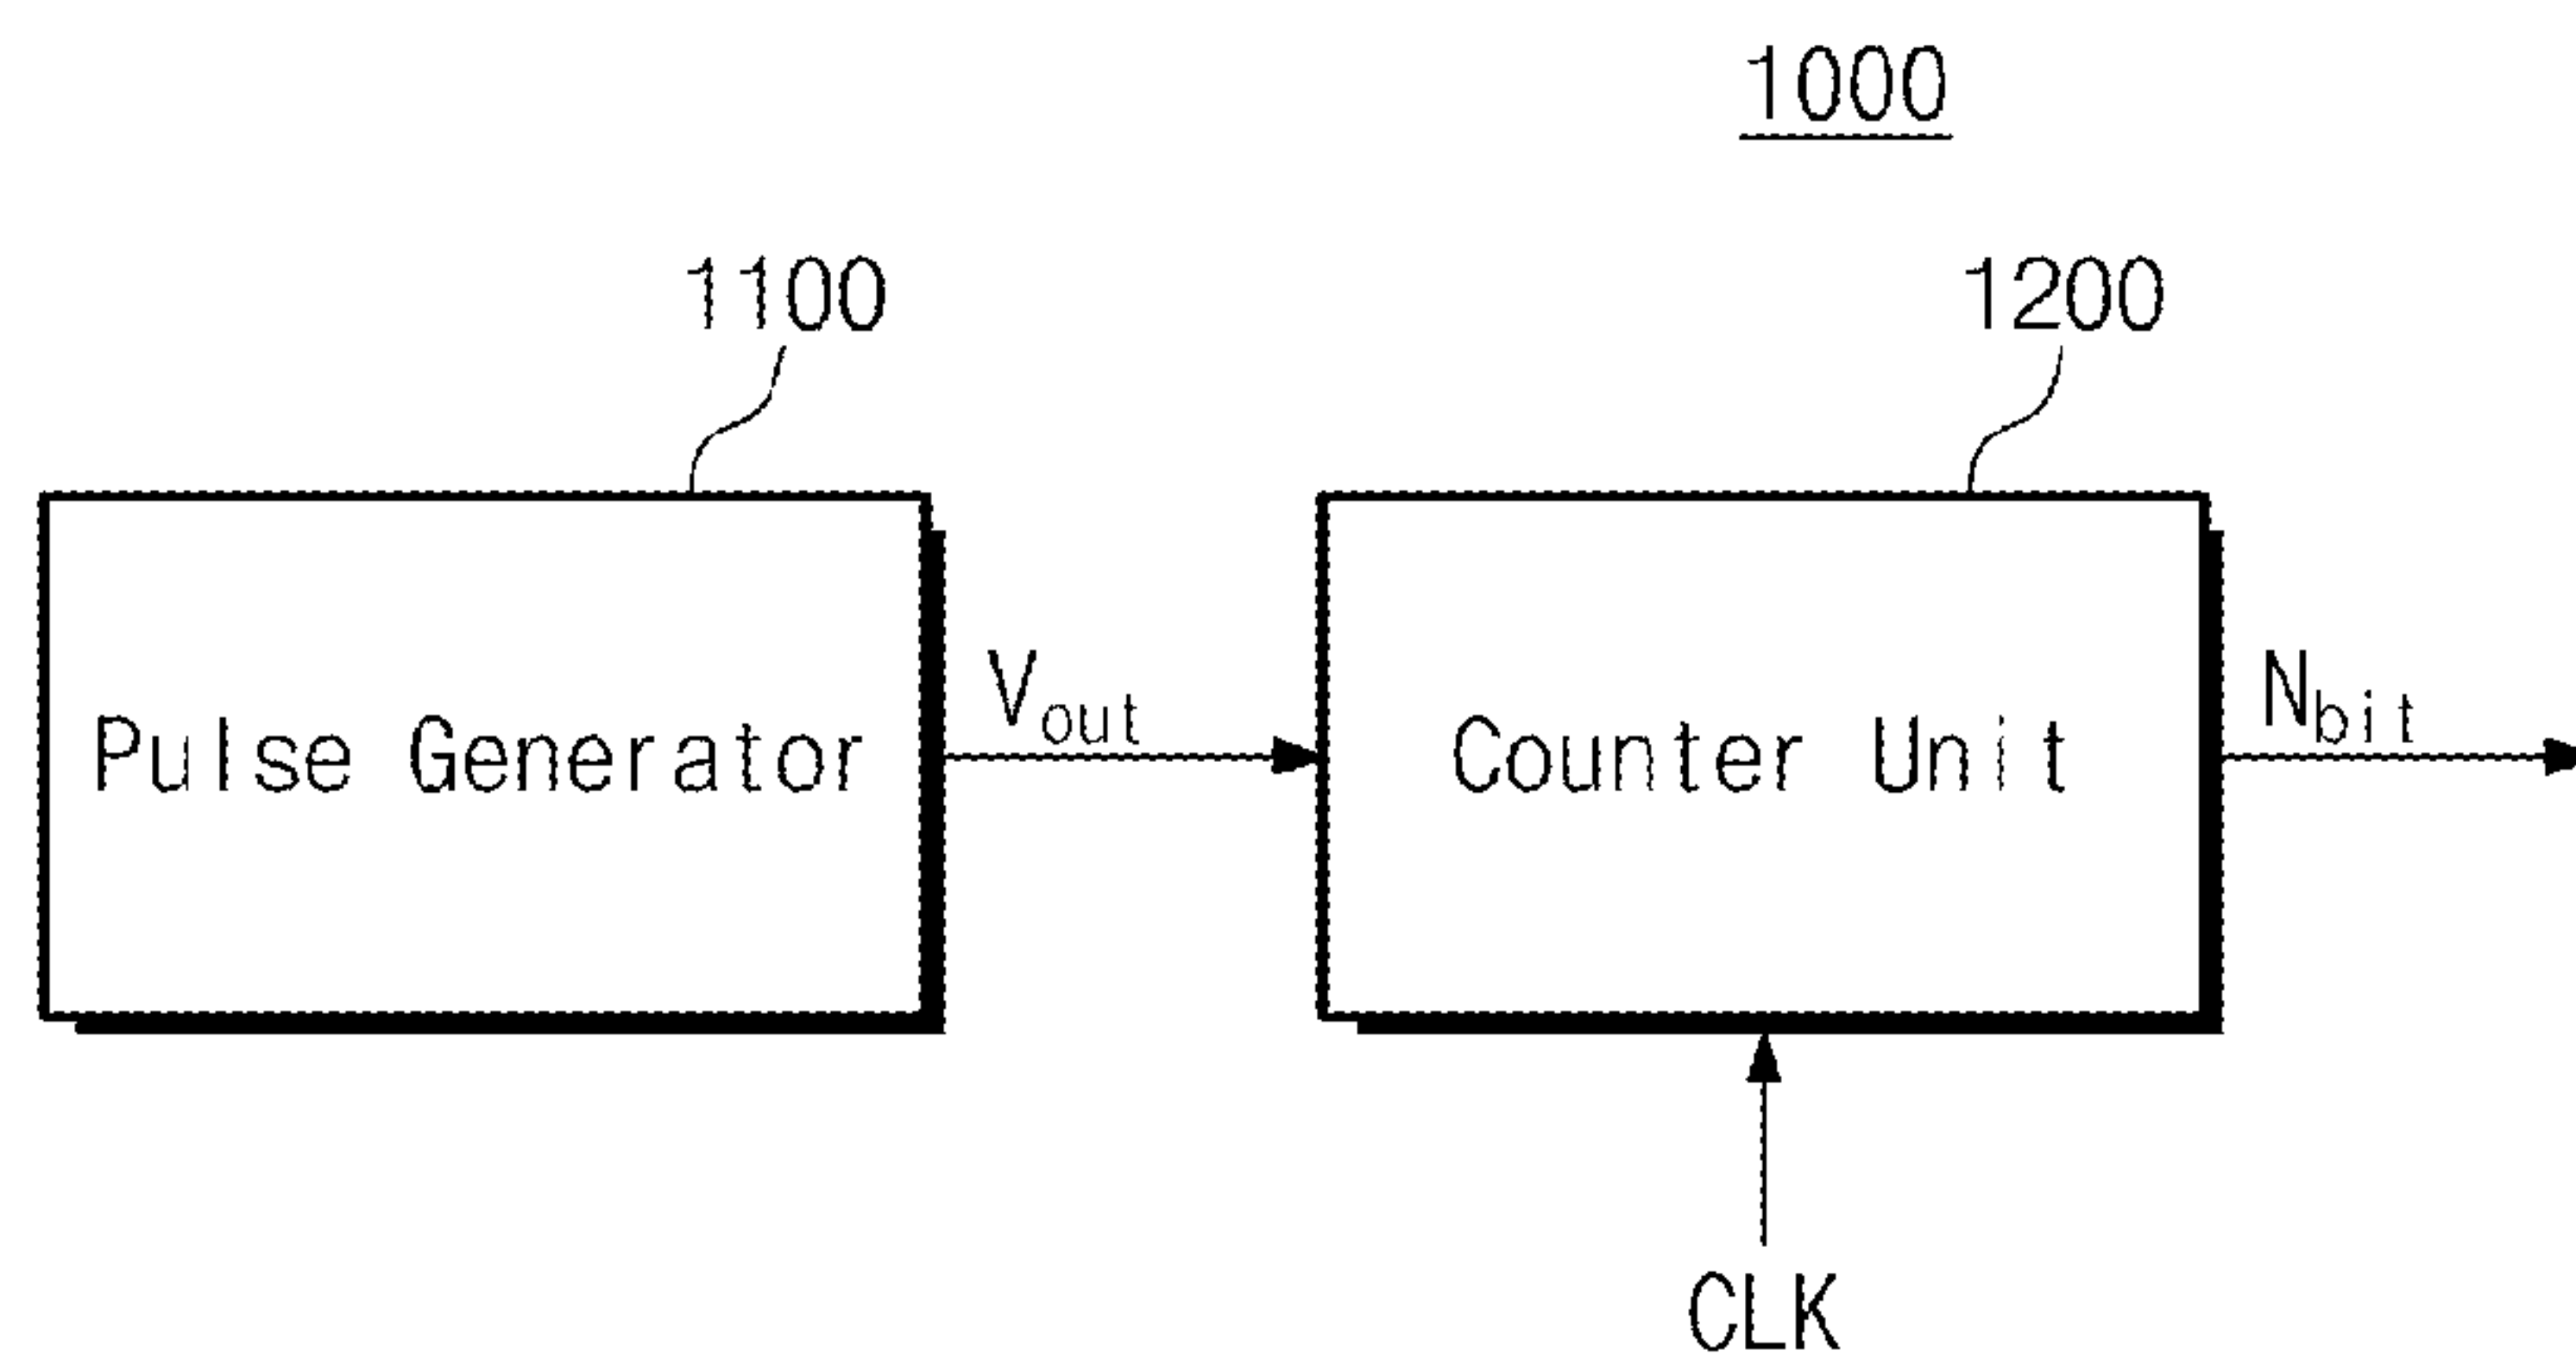 1000
1100
1200
Pulse Generator
Vout
Counter Unit
Nbit
CLK